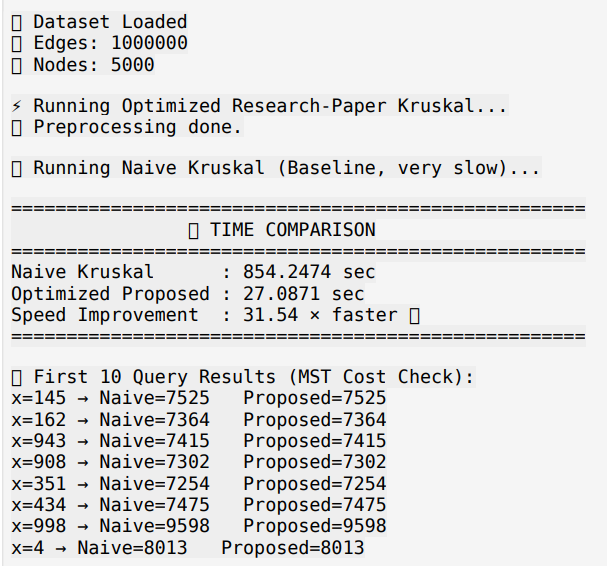 ▯ Dataset Loaded
▯ Edges: 1000000
▯ Nodes: 5000
⚡ Running Optimized Research-Paper Kruskal...
▯ Preprocessing done.
▯ Running Naive Kruskal (Baseline, very slow)...
====================================================
▯ TIME COMPARISON
====================================================
Naive Kruskal      : 854.2474 sec
Optimized Proposed : 27.0871 sec
Speed Improvement  : 31.54 × faster ▯
====================================================
▯ First 10 Query Results (MST Cost Check):
x=145 → Naive=7525   Proposed=7525
x=162 → Naive=7364   Proposed=7364
x=943 → Naive=7415   Proposed=7415
x=908 → Naive=7302   Proposed=7302
x=351 → Naive=7254   Proposed=7254
x=434 → Naive=7475   Proposed=7475
x=998 → Naive=9598   Proposed=9598
x=4 → Naive=8013   Proposed=8013